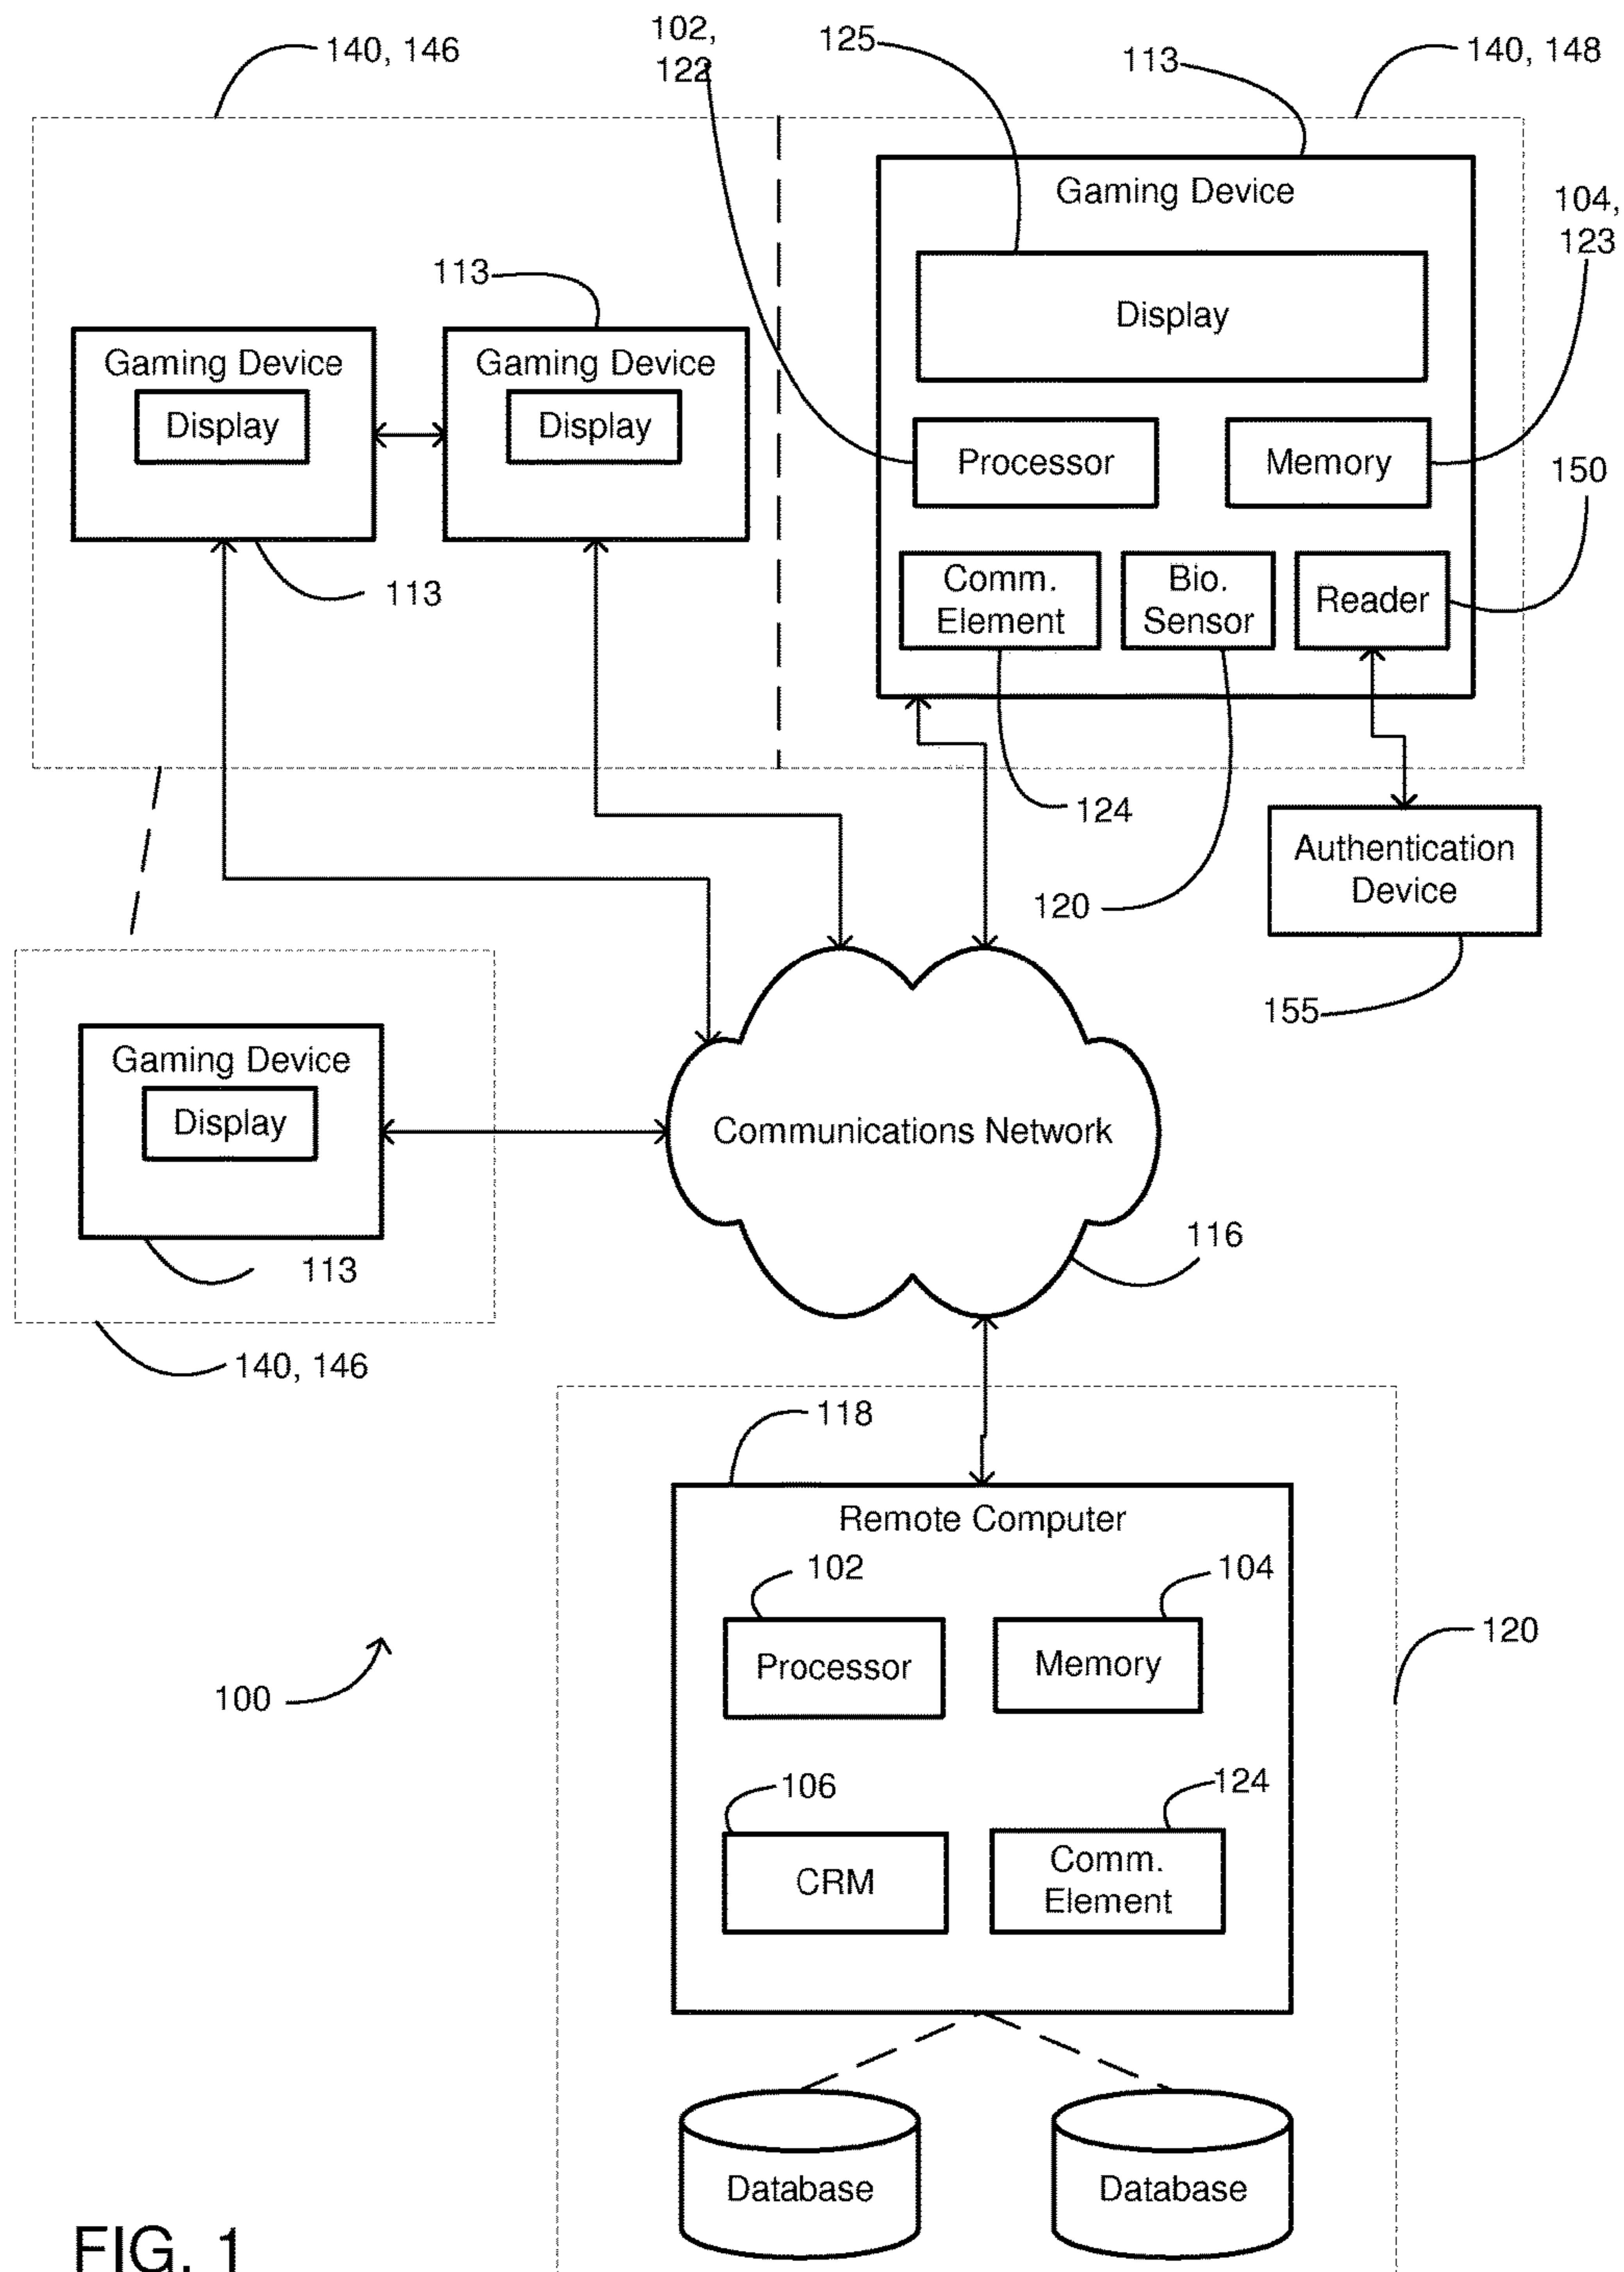 140, 146
102,
122
125
113
140, 148
Gaming Device
104,
123
113
Display
Gaming Device
Gaming Device
Display
Display
Processor
Memory
150
113
Comm.
Element
Bio.
Sensor
Reader
124
120
Authentication
Device
155
Gaming Device
Display
Communications Network
113
116
140, 146
118
Remote Computer
102
104
Processor
Memory
120
100
106
124
CRM
Comm.
Element
Database
Database
FIG. 1